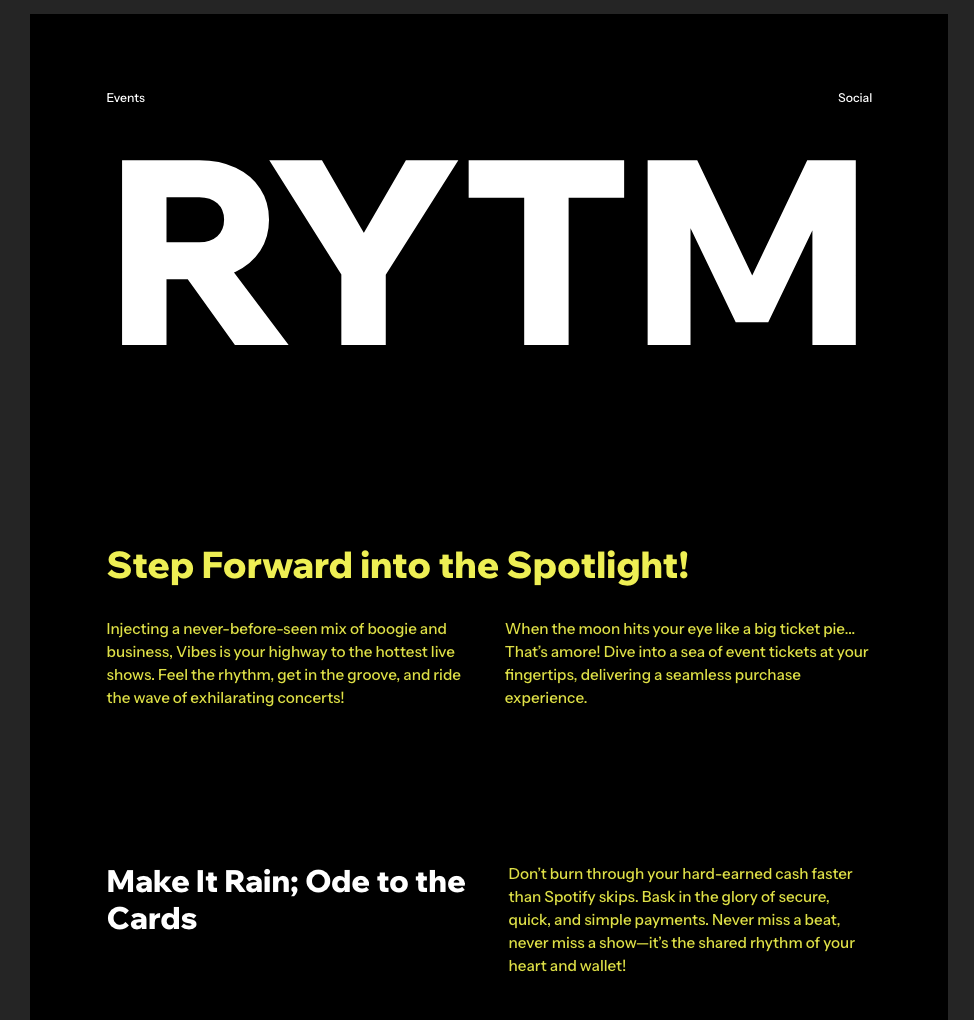 Events
Social
RYTM
Step Forward into the Spotlight!
Injecting a never-before-seen mix of boogie and
business, Vibes is your highway to the hottest live
shows. Feel the rhythm, get in the groove, and ride
the wave of exhilarating concerts!
When the moon hits your eye like a big ticket pie...
That's amore! Dive into a sea of event tickets at your
fingertips, delivering a seamless purchase
experience.
Make It Rain; Ode to the
Cards
Don't burn through your hard-earned cash faster
than Spotify skips. Bask in the glory of secure,
quick, and simple payments. Never miss a beat,
never miss a show—it's the shared rhythm of your
heart and wallet!